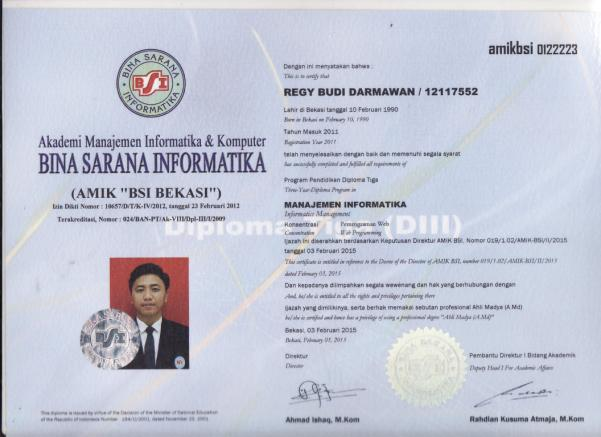 BINA SARANA
BSI
INFORMATIKA
Akademi Manajemen Informatika & Komputer
BINA SARANA INFORMATIKA
(AMIK "BSI BEKASI")
Izin Dikti Nomor : 10657/D/T/K-IV/2012, tanggal 23 Februari 2012
Terakreditasi, Nomor : 024/BAN-PT/Ak-VIII/Dpl-III/I/2009
BSI
This diploma is issued by virtue of the Decision of the Minister of National Education
of the Republic of Indonesia Number : 184/U/2001, dated November 23, 2001.
amikbsi 0122223
Dengan ini menyatakan bahwa :
This is to certify that
REGY BUDI DARMAWAN / 12117552
Lahir di Bekasi tanggal 10 Februari 1990
Born in Bekasi on February 10, 1990
Tahun Masuk 2011
Registration Year 2011
telah menyelesaikan dengan baik dan memenuhi segala syarat
has successfully completed and fulfilled all requirements of
Program Pendidikan Diploma Tiga
Three-Year-Diploma Program in
MANAJEMEN INFORMATIKA
Informatics Management
Konsentrasi : Pemrograman Web
Concentration Web Programming
Diploma (DIII)
Ijazah ini diserahkan berdasarkan Keputusan Direktur AMIK BSI, Nomor 019/1.02/AMIK-BSI/II/2015
tanggal 03 Februari 2015
This certificate is entitled in reference to the Decree of the Director of AMIK BSI, number 019/1.02/AMIK-BSI/II/2015
dated February 03, 2015
Dan kepadanya dilimpahkan segala wewenang dan hak yang berhubungan dengan
And, he/she is entitled to all the rights and privileges pertaining there
ijazah yang dimilikinya, serta berhak memakai sebutan profesional Ahli Madya (A.Md)
he/she is certified and have has a privilege of using a professional degree "Ahli Madya (A.Md)"
Bekasi, 03 Februari 2015
Bekasi, February 03, 2015
Direktur
Director
Ahmad Ishaq, M.Kom
Pembantu Direktur I Bidang Akademik
Deputy Head I For Academic Affairs
Rahdian Kusuma Atmaja, M.Kom